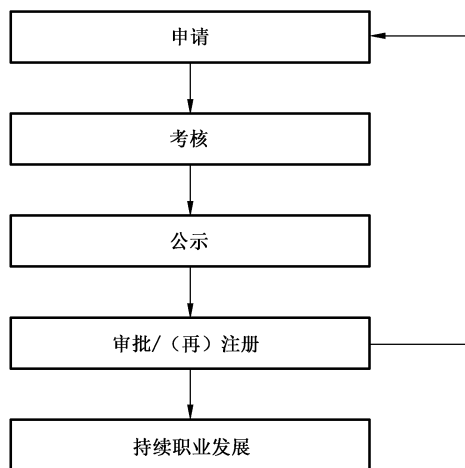 申请
考核
公示
审批/（再）注册
持续职业发展